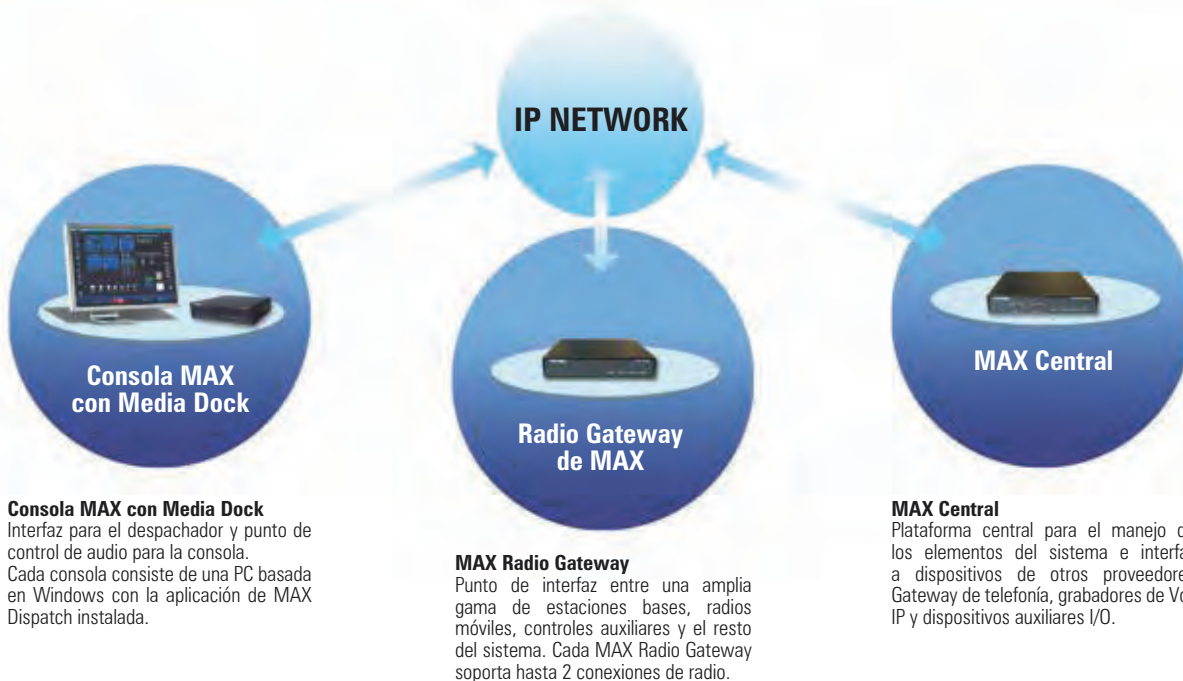 IP NETWORK
Consola MAX
con Media Dock
Radio Gateway
de MAX
MAX Central
Consola MAX con Media Dock
Interfaz para el despachador y punto de
control de audio para la consola.
Cada consola consiste de una PC basada
en Windows con la aplicación de MAX
Dispatch instalada.
MAX Radio Gateway
Punto de interfaz entre una amplia
gama de estaciones bases, radios
móviles, controles auxiliares y el resto
del sistema. Cada MAX Radio Gateway
soporta hasta 2 conexiones de radio.
MAX Central
Plataforma central para el manejo
los elementos del sistema e
a dispositivos de otros
Gateway de telefonía, grabadores de
IP y dispositivos auxiliares I/O.